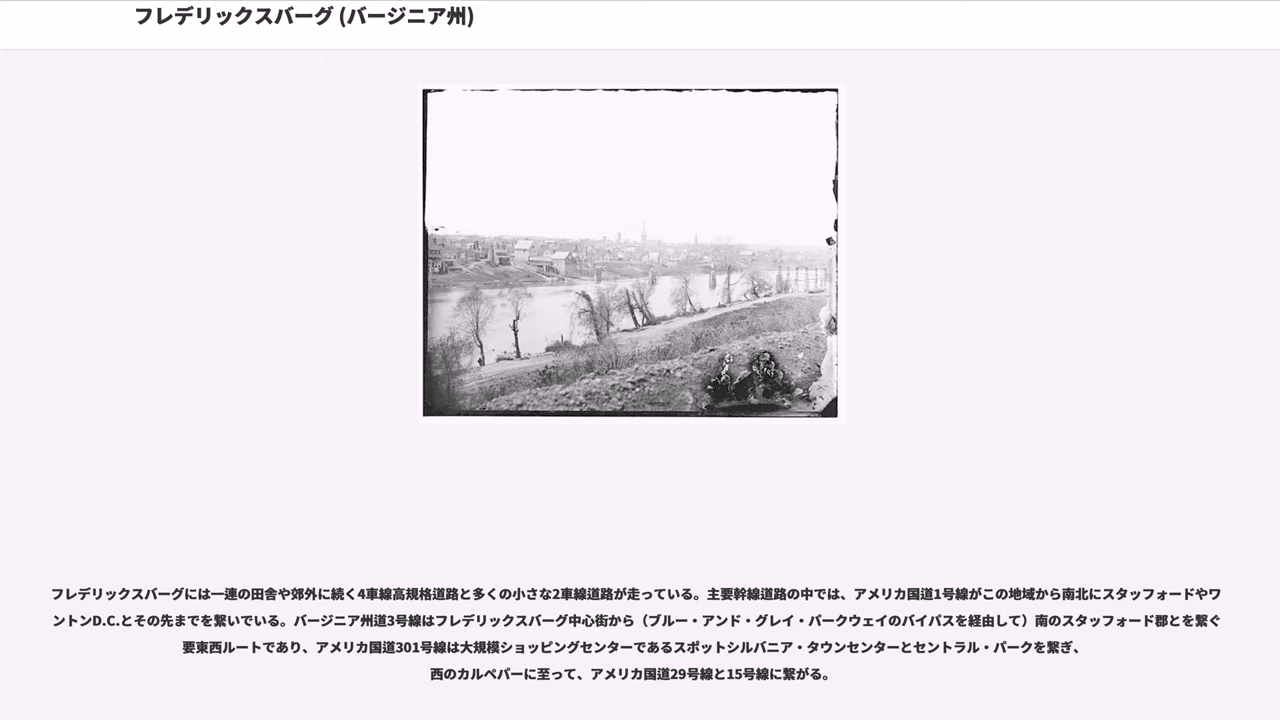 フレデリックスバーグ (バージニア州)
フレデリックスバーグには一連の田舎や郊外に続く4車線高規格道路と多くの小さな2車線道路が走っている。主要幹線道路の中では、アメリカ国道1号線がこの地域から南北にスタッフォードやワ
ントンD.C.とその先までを繋いでいる。バージニア州道3号線はフレデリックスバーグ中心街から（ブルー・アンド・グレイ・パークウェイのバイパスを経由して）南のスタッフォード郡とを繋ぐ
要東西ルートであり、アメリカ国道301号線は大規模ショッピングセンターであるスポットシルバニア・タウンセンターとセントラル・パークを繋ぎ、
西のカルペパーに至って、アメリカ国道29号線と15号線に繋がる。